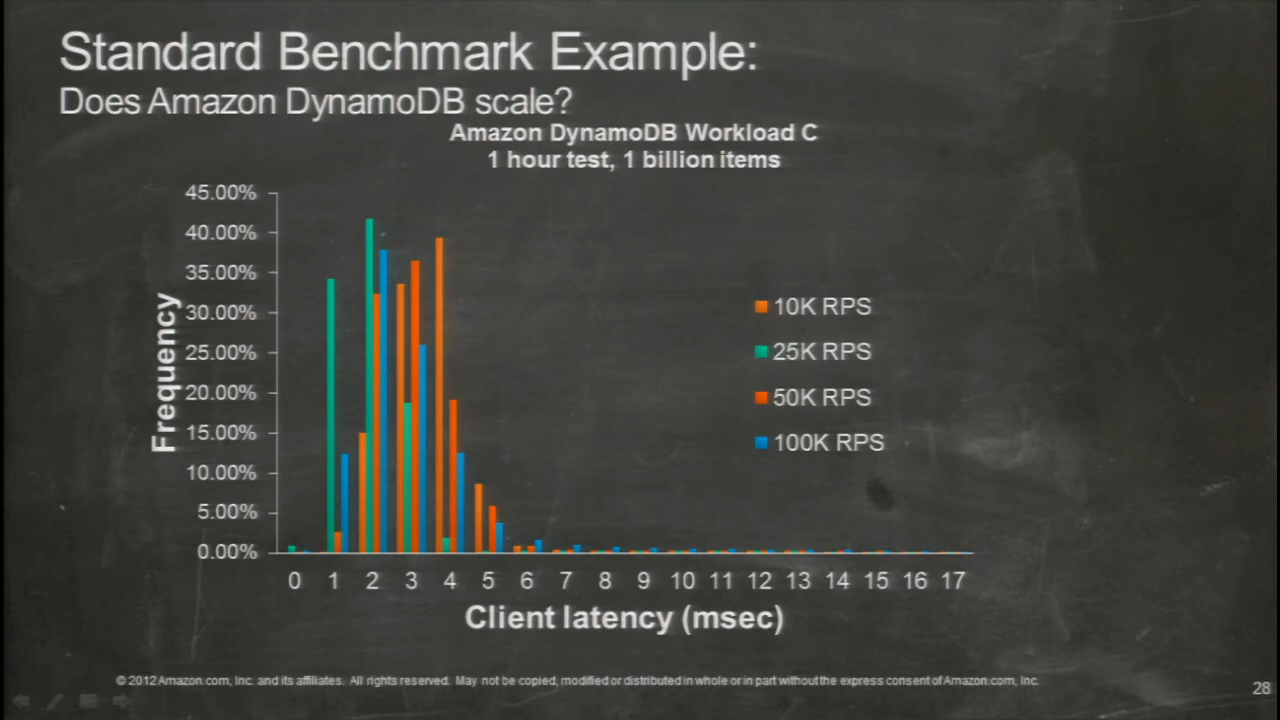 Standard Benchmark Example:
Does Amazon DynamoDB scale?
Amazon DynamoDB Workload C
1 hour test, 1 billion items
45.00%
40.00%
35.00%
30.00%
25.00%
20.00%
15.00%
10.00%
5.00%
0.00%
Frequency
10K RPS
25K RPS
50K RPS
100K RPS
0 1 2 3 4 5 6 7 8 9 10 11 12 13 14 15 16 17
Client latency (msec)
© 2012 Amazon.com, Inc. and its affiliates. All rights reserved. May not be copied, modified or distributed in whole or in part without the express consent of Amazon.com, Inc.
28